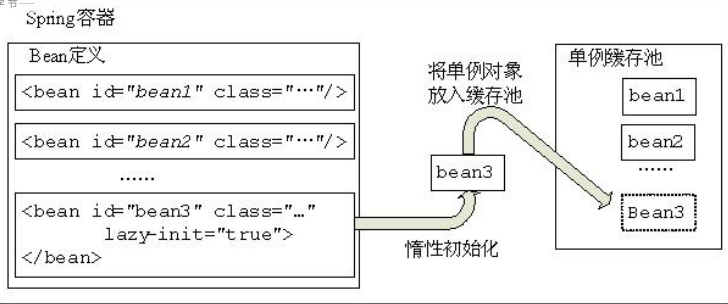 Spring容器
Bean定义
<bean id="bean1" class="…"/>
<bean id="bean2" class="…"/>
……
<bean id="bean3" class="…"
lazy-init="true">
</bean>
将单例对象
放入缓存池
bean3
惰性初始化
单例缓存池
bean1
bean2
……
Bean3